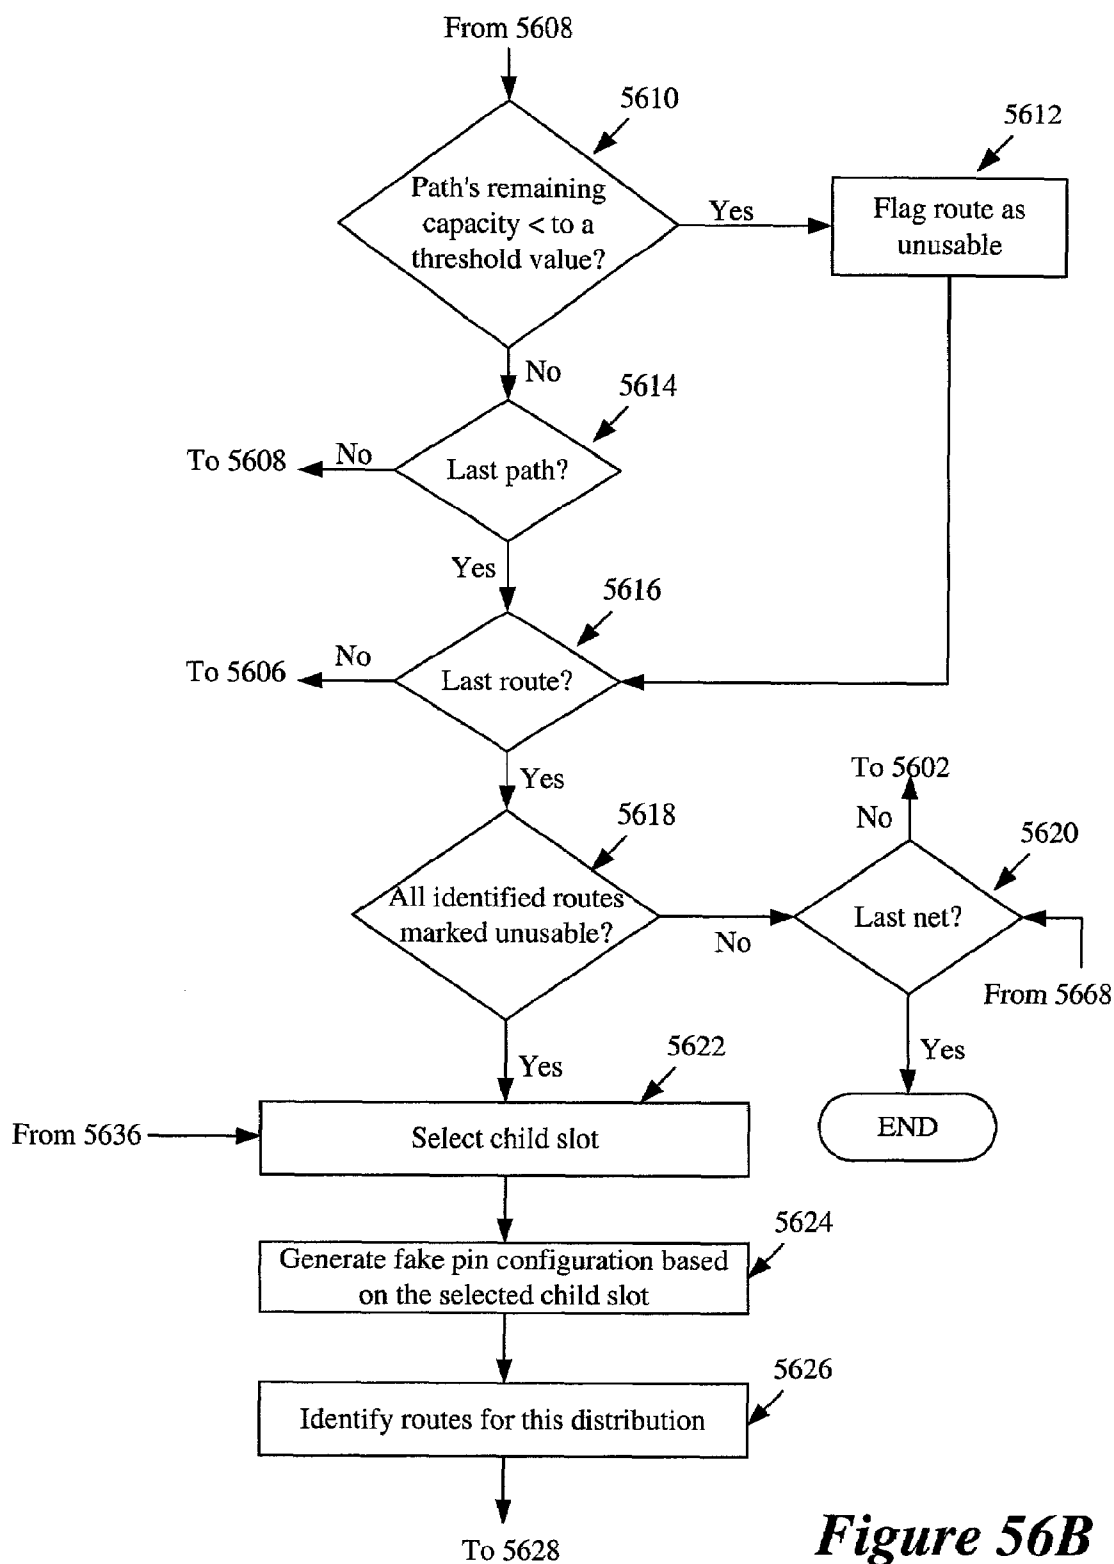 From 5608
5610
5612
Path's remaining
capacity < to a
threshold value?
Yes
Flag route as
unusable
No
5614
To 5608
No
Last path?
Yes
5616
To 5606
No
Last route?
Yes
To 5602
No
5618
5620
All identified routes
marked unusable?
No
Last net?
From 5668
Yes
Yes
5622
From 5636
Select child slot
END
5624
Generate fake pin configuration based
on the selected child slot
5626
Identify routes for this distribution
To 5628
Figure 56B